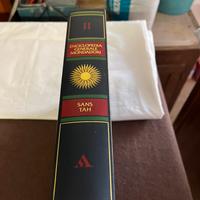 11
ENCICLOPEDIA
GENERALE
MONDADORI
SANS
TAH